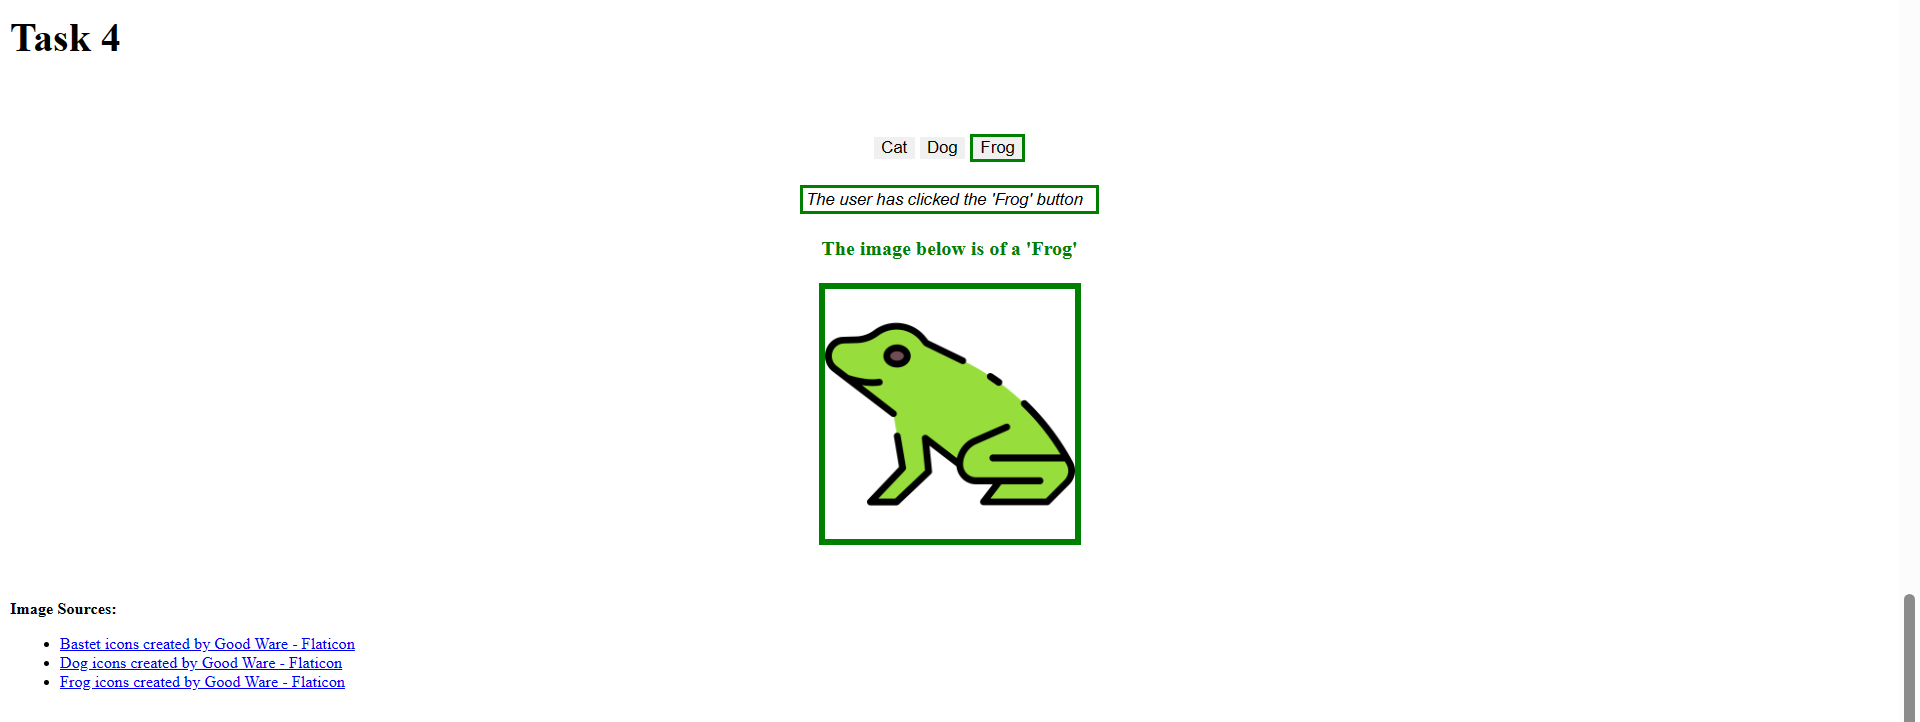 Task 4
Cat Dog Frog
The user has clicked the 'Frog' button
The image below is of a 'Frog'
Image Sources:
Bastet icons created by Good Ware - Flaticon
Dog icons created by Good Ware - Flaticon
Frog icons created by Good Ware - Flaticon